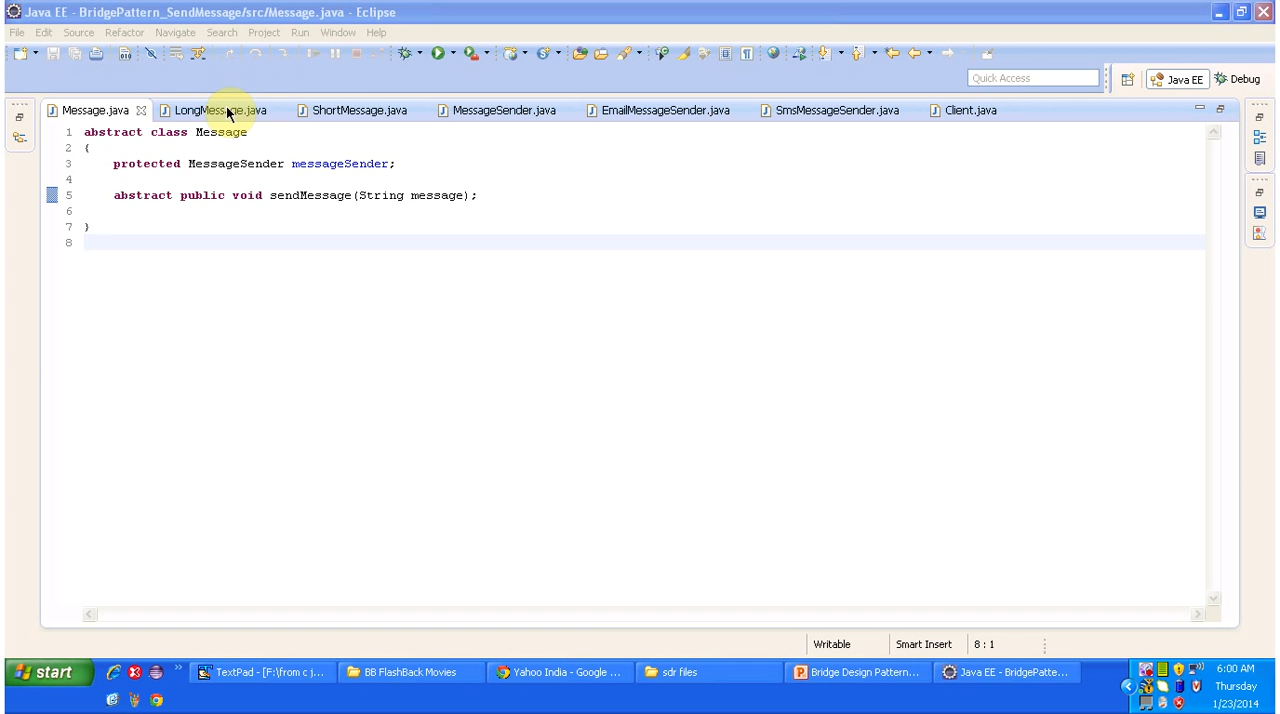 Java EE - BridgePattern_SendMessage/src/Message.java - Eclipse
File Edit Source Refactor Navigate Search Project Run Window Help
Quick Access Java EE Debug
Message.java LongMessage.java ShortMessage.java MessageSender.java EmailMessageSender.java SmsMessageSender.java Client.java
1 abstract class Message
2 {
3 protected MessageSender messageSender;
4
5 abstract public void sendMessage(String message);
6
7 }
8
Writable Smart Insert 8 : 1
start TextPad - [F:\from c j... BB FlashBack Movies Yahoo India - Google ... sdr files Bridge Design Pattern... Java EE - BridgePatte... 6:00 AM
Thursday
1/23/2014